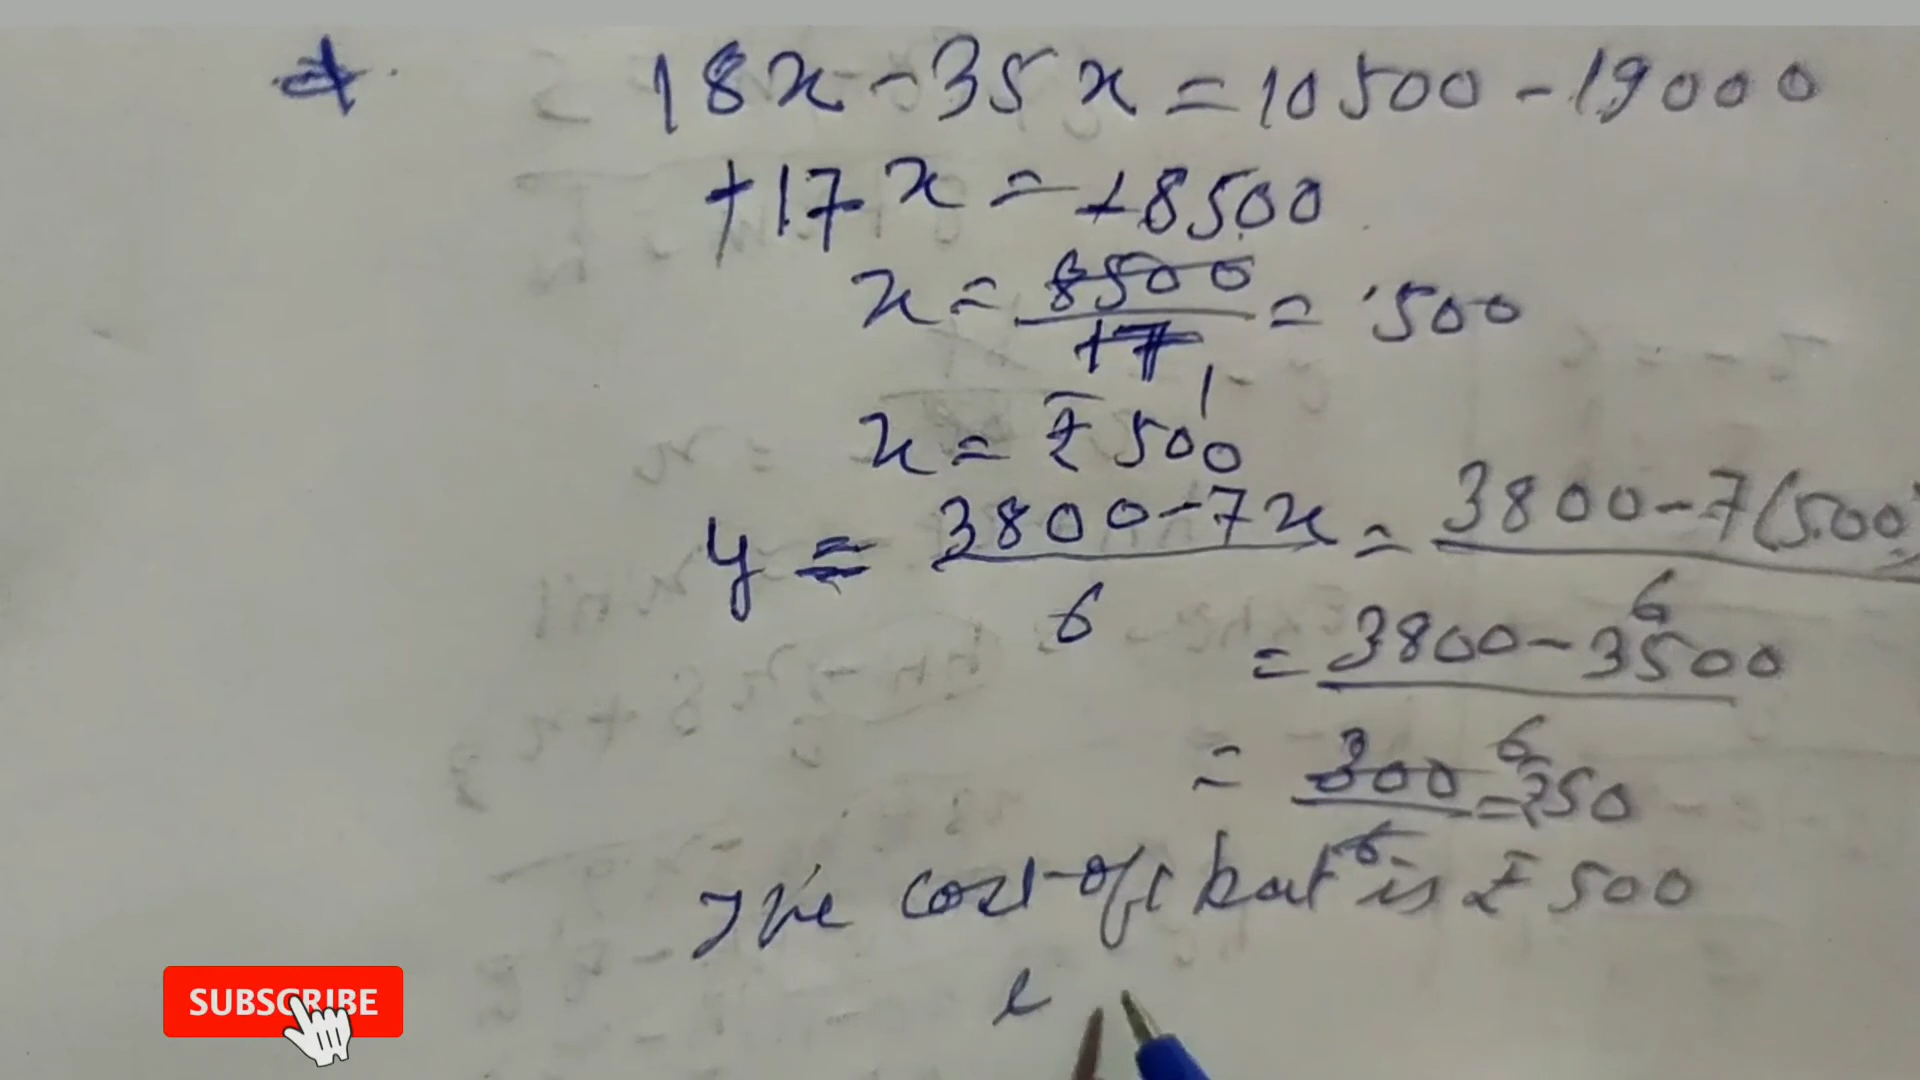 18x - 35x = 10500 - 19000
+17x = +8500
x = 8500/17 = 500
x = ₹500
y = 3800-7x/6 = 3800-7(500)/6
= 3800-3500/6
= 300/6 = ₹50
The cost of 1 bat is ₹500
SUBSCRIBE